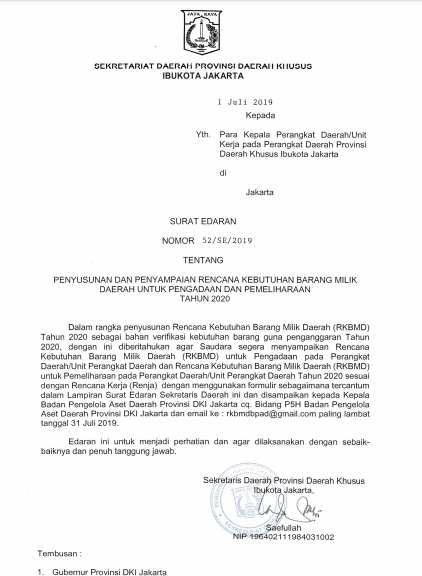 JAYA RAYA
SEKRETARIAT DAERAH PROVINSI DAERAH KHUSUS
IBUKOTA JAKARTA
1 Juli 2019
Kepada
Yth. Para Kepala Perangkat Daerah/Unit
Kerja pada Perangkat Daerah Provinsi
Daerah Khusus Ibukota Jakarta
di
Jakarta
SURAT EDARAN
NOMOR 52/SE/2019
TENTANG
PENYUSUNAN DAN PENYAMPAIAN RENCANA KEBUTUHAN BARANG MILIK
DAERAH UNTUK PENGADAAN DAN PEMELIHARAAN
TAHUN 2020
Dalam rangka penyusunan Rencana Kebutuhan Barang Milik Daerah (RKBMD)
Tahun 2020 sebagai bahan verifikasi kebutuhan barang guna penganggaran Tahun
2020, dengan ini diberitahukan agar Saudara segera menyampaikan Rencana
Kebutuhan Barang Milik Daerah (RKBMD) untuk Pengadaan pada Perangkat
Daerah/Unit Perangkat Daerah dan Rencana Kebutuhan Barang Milik Daerah (RKBMD)
untuk Pemeliharaan pada Perangkat Daerah/Unit Perangkat Daerah Tahun 2020 sesuai
dengan Rencana Kerja (Renja) dengan menggunakan formulir sebagaimana tercantum
dalam Lampiran Surat Edaran Sekretaris Daerah ini dan disampaikan kepada Kepala
Badan Pengelola Aset Daerah Provinsi DKI Jakarta cq. Bidang P5H Badan Pengelola
Aset Daerah Provinsi DKI Jakarta dan email ke : rkbmdbpad@gmail.com paling lambat
tanggal 31 Juli 2019.
Edaran ini untuk menjadi perhatian dan agar dilaksanakan dengan sebaik-
baiknya dan penuh tanggung jawab.
Sekretaris Daerah Provinsi Daerah Khusus
Ibukota Jakarta,
Saefullah
NIP 196402111984031002
Tembusan :
1. Gubernur Provinsi DKI Jakarta